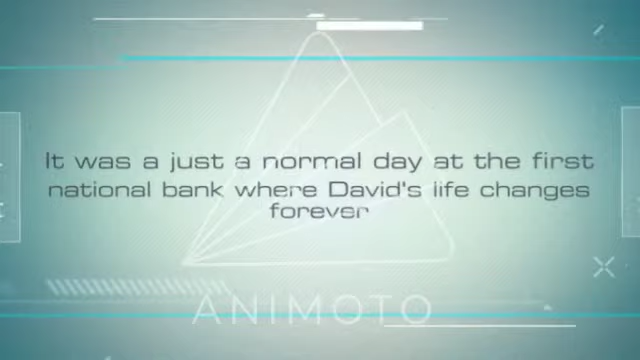 It was a just a normal day at the first
national bank where David's life changes
forever
ANIMOTO